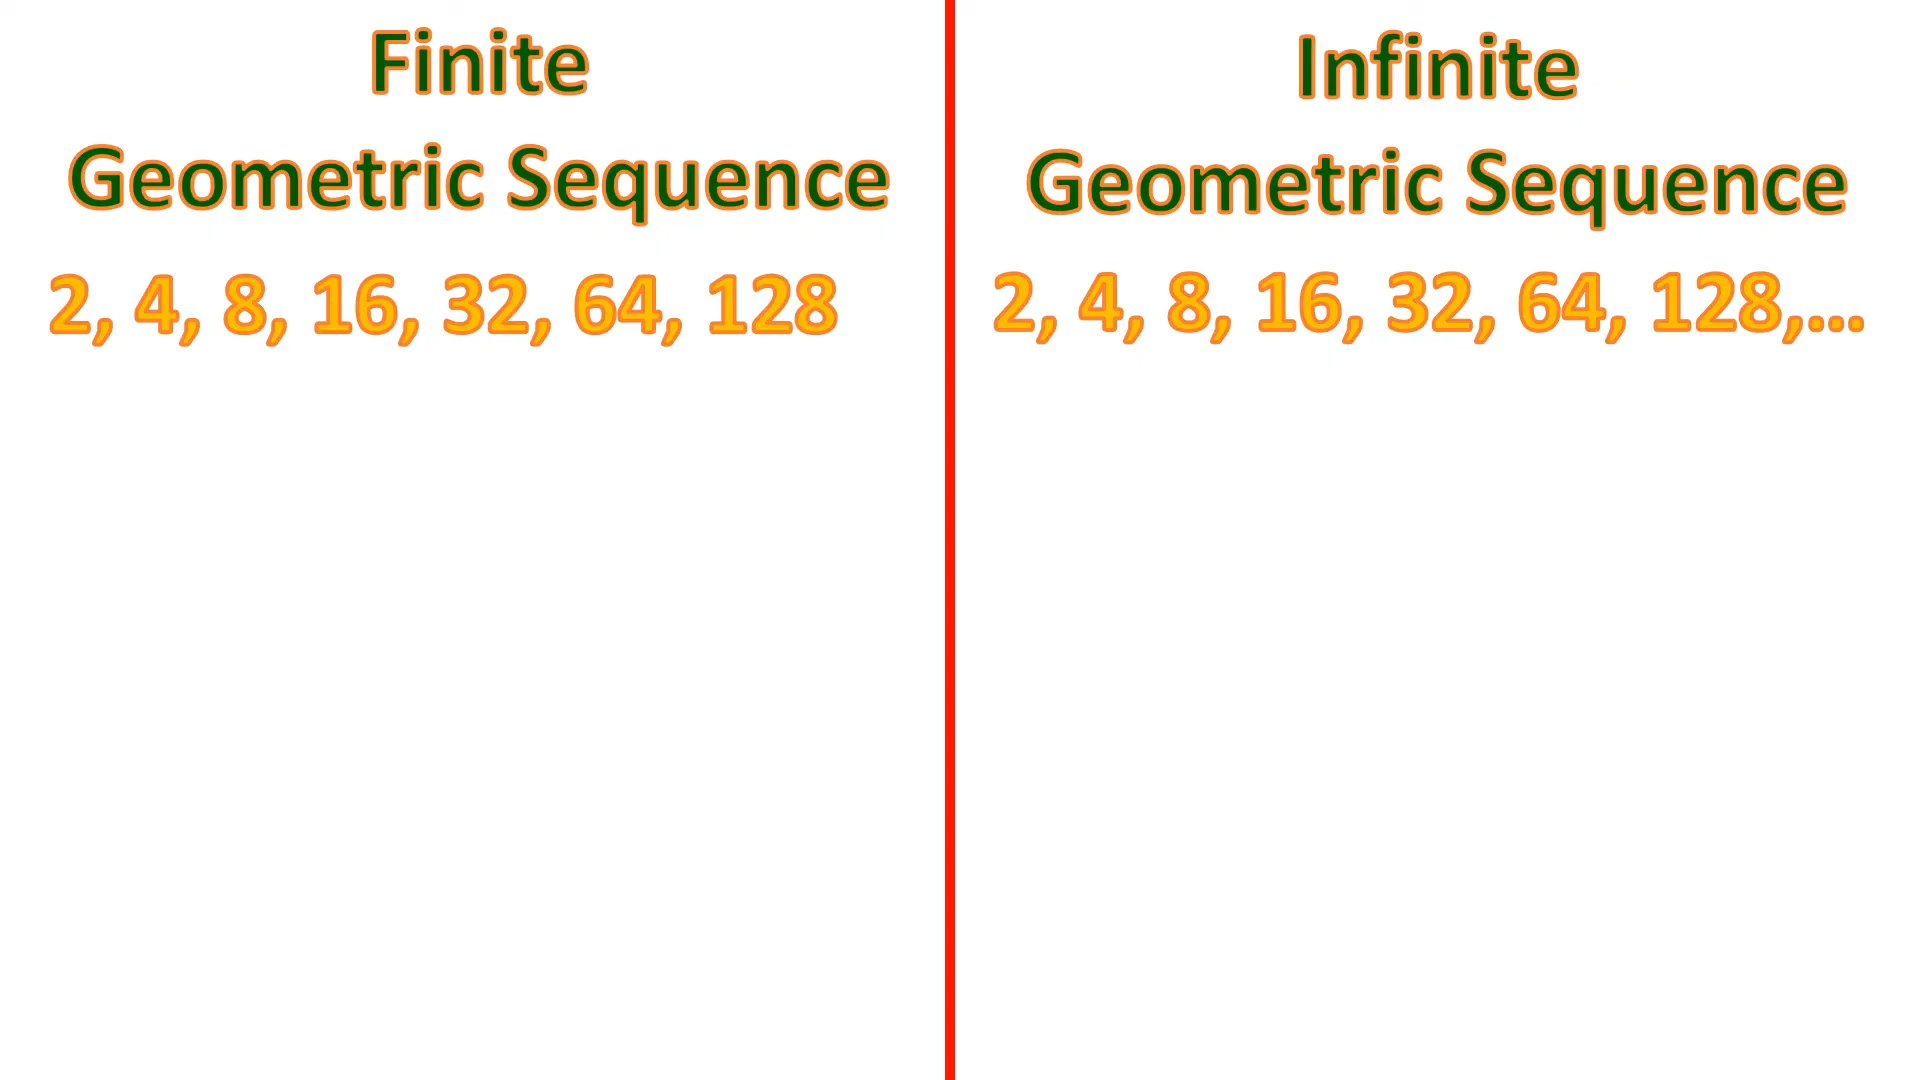 Finite
Geometric Sequence
2, 4, 8, 16, 32, 64, 128
Infinite
Geometric Sequence
2, 4, 8, 16, 32, 64, 128,...